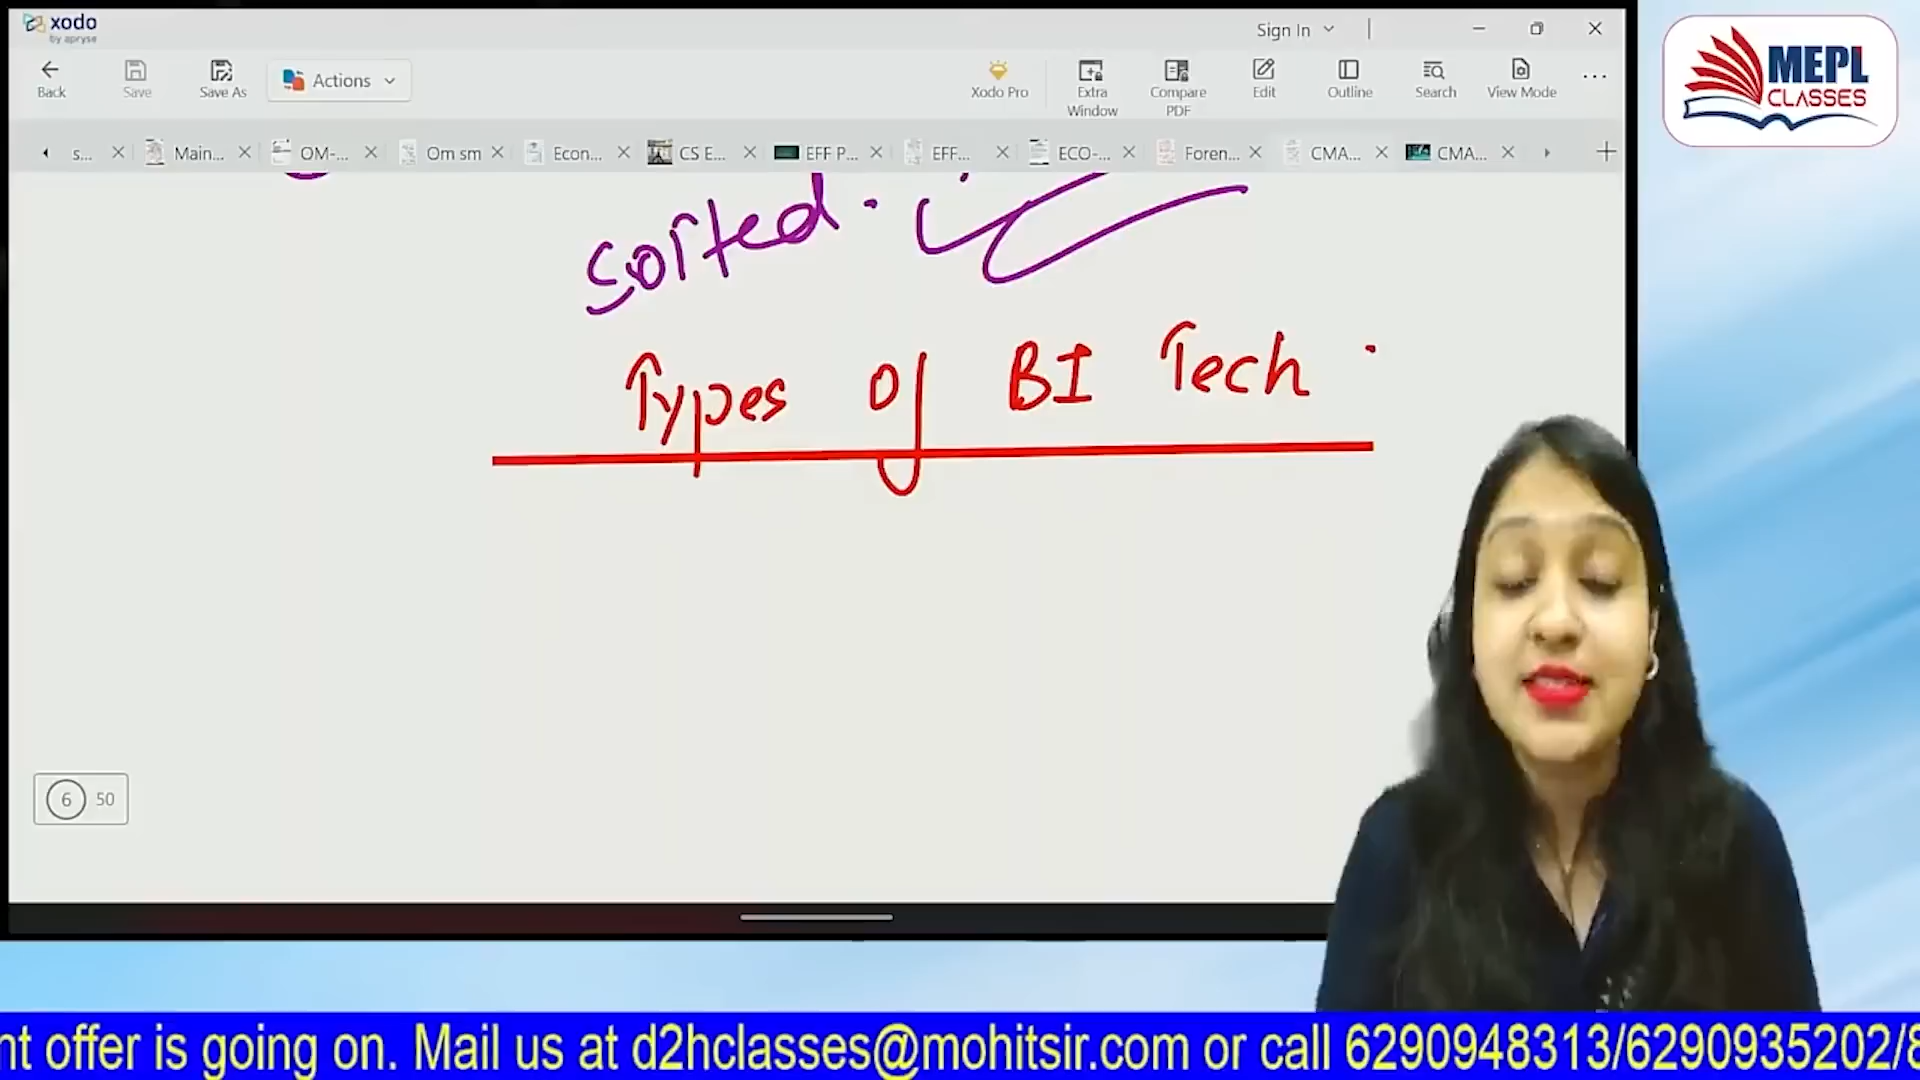 xodo
by apryse
Sign In
Back
Save
Save As
Actions
Xodo Pro
Extra Window
Compare PDF
Edit
Outline
Search
View Mode
s...
Main...
OM-...
Om sm
Econ...
CS E...
EFF P...
EFF...
ECO-...
Foren...
CMA...
CMA...
MEPL
CLASSES
sorted.
Types of BI Tech.
6 50
nt offer is going on. Mail us at d2hclasses@mohitsir.com or call 6290948313/6290935202/8